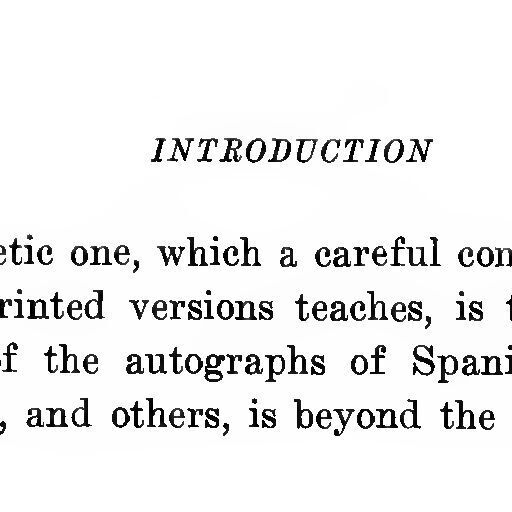 INTRODUCTION
etic one, which a careful con
rinted versions teaches, is t
of the autographs of Spani
, and others, is beyond the